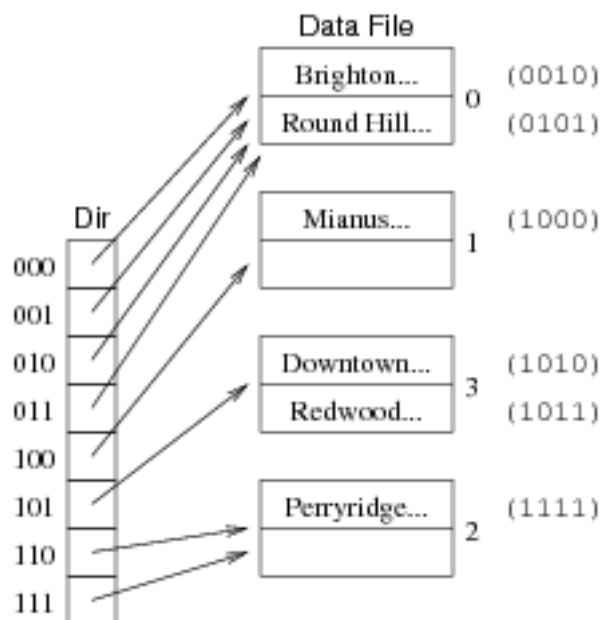 Data File
Brighton... 0 (0010)
Round Hill... (0101)
Dir
Mianus... 1 (1000)
000
001
010
Downtown... 3 (1010)
011
Redwood... (1011)
100
101
Perryridge... 2 (1111)
110
111